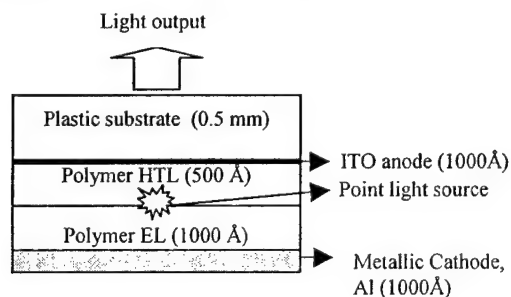 Light output
Plastic substrate (0.5 mm)
ITO anode (1000Å)
Polymer HTL (500 Å)
Point light source
Polymer EL (1000 Å)
Metallic Cathode,
Al (1000Å)